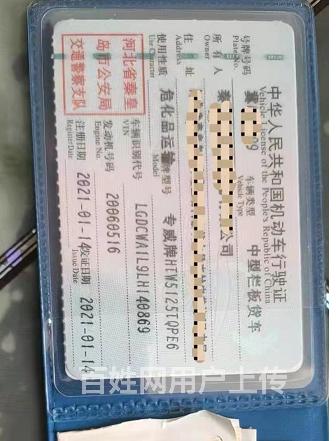 中华人民共和国机动车行驶证
Vehicle License of the People's Republic of China
号牌号码
Plate No.
9
车辆类型
Vehicle Type
中型栏板货车
所有人
Owner
秦
公司
住址
Address
使用性质
Use Character
危化品运输
品牌型号
Model
专威牌HTW5125TQPE6
河北省秦皇
岛市公安局
交通警察支队
车辆识别代号
VIN
LGDCWA1L9LH140869
发动机号码
Engine No.
20060516
注册日期
Register Date
2021-01-14
发证日期
Issue Date
2021-01-14
百姓网用户上传